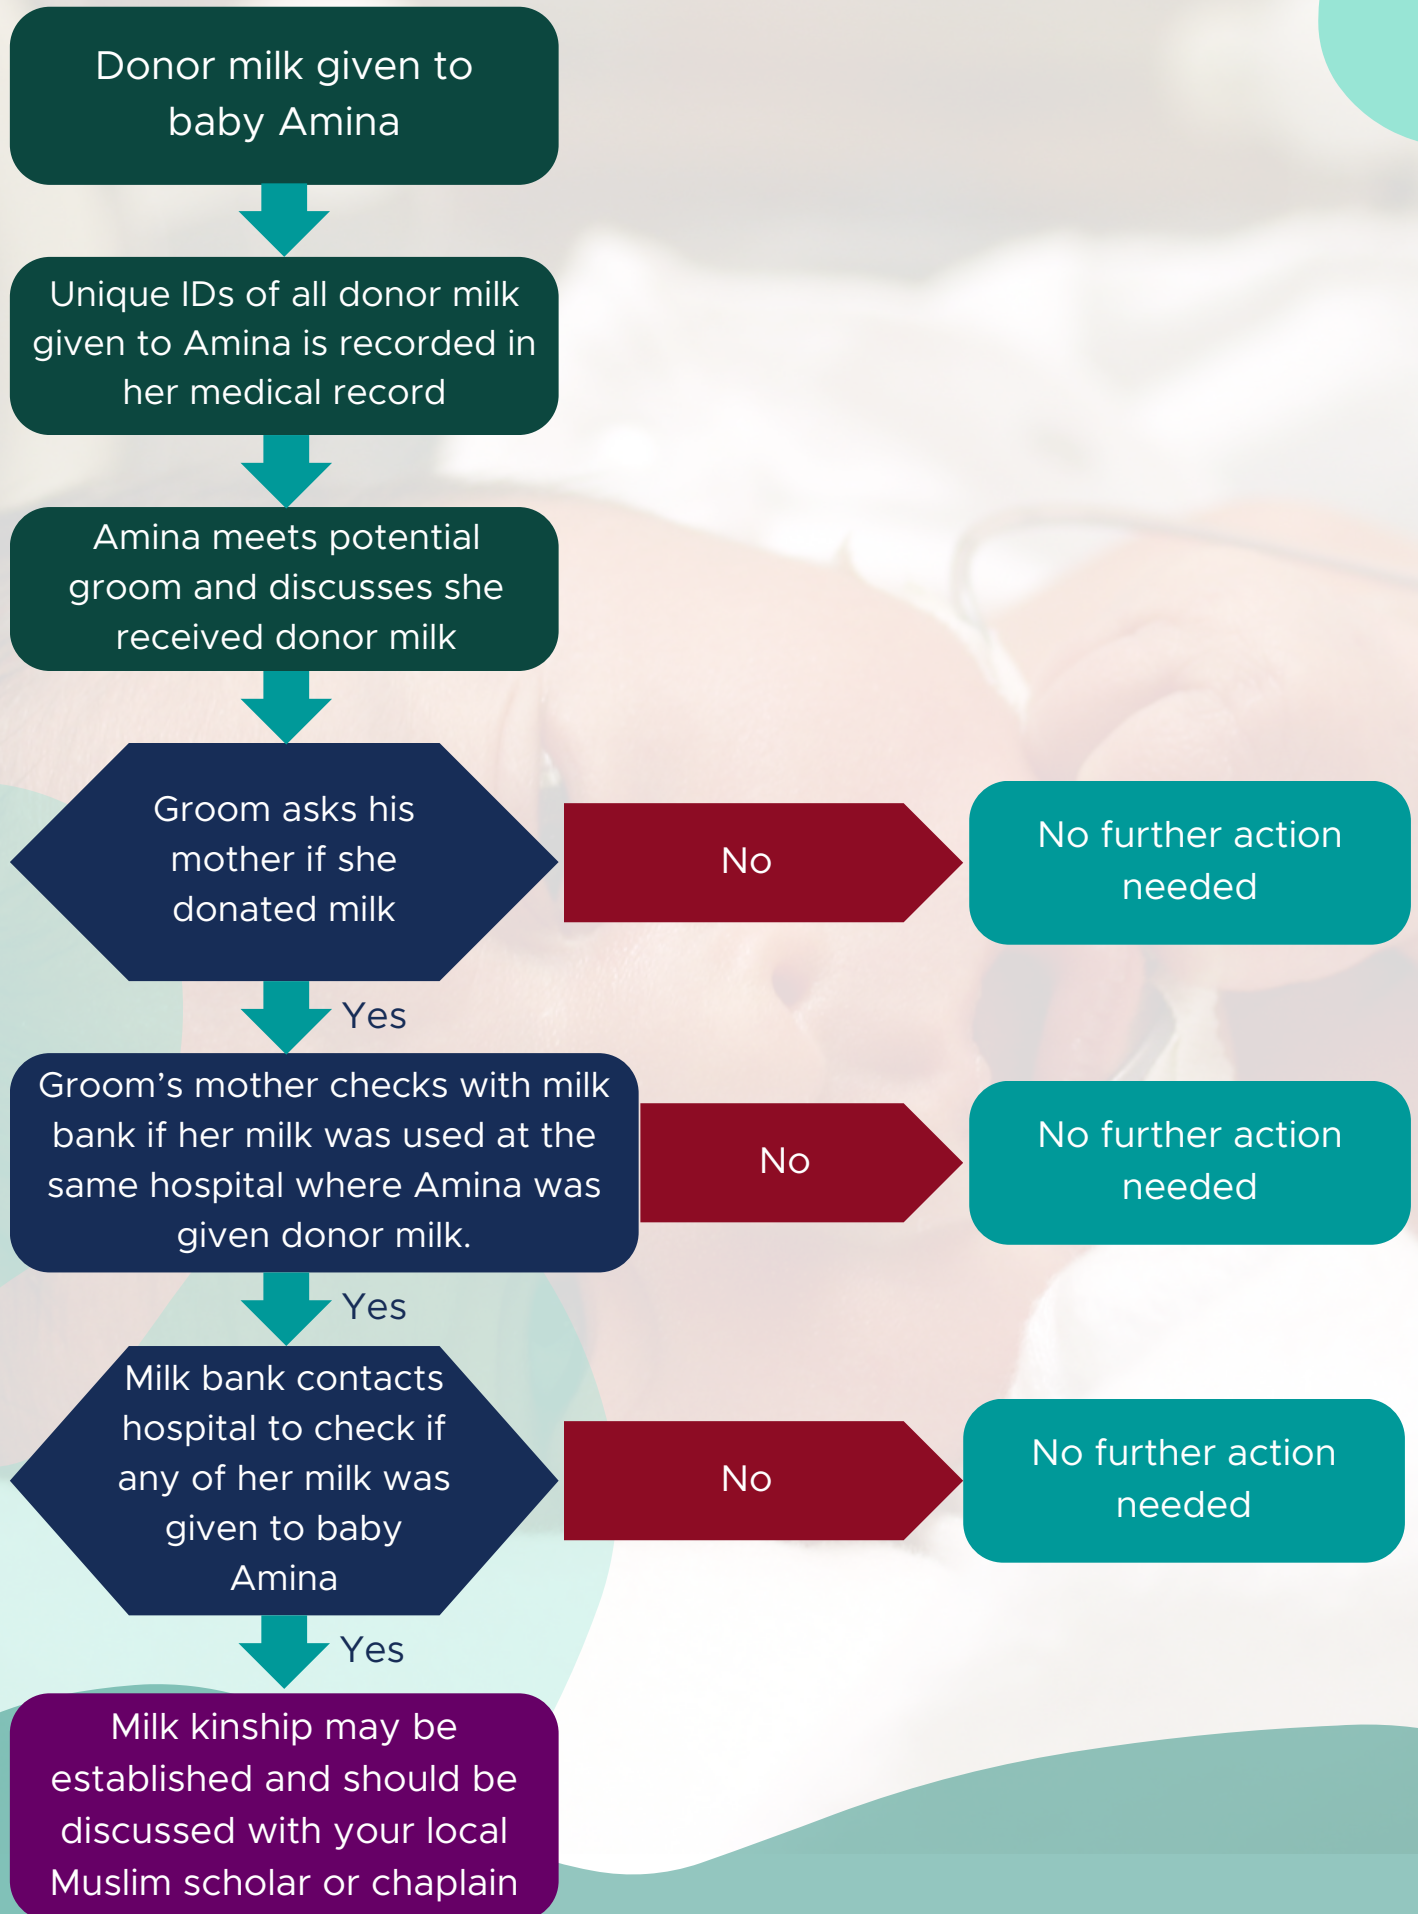 Donor milk given to
baby Amina
Unique IDs of all donor milk
given to Amina is recorded in
her medical record
Amina meets potential
groom and discusses she
received donor milk
Groom asks his
mother if she
donated milk
No
No further action
needed
Yes
Groom's mother checks with milk
bank if her milk was used at the
same hospital where Amina was
given donor milk.
No
No further action
needed
Yes
Milk bank contacts
hospital to check if
any of her milk was
given to baby
Amina
No
No further action
needed
Yes
Milk kinship may be
established and should be
discussed with your local
Muslim scholar or chaplain